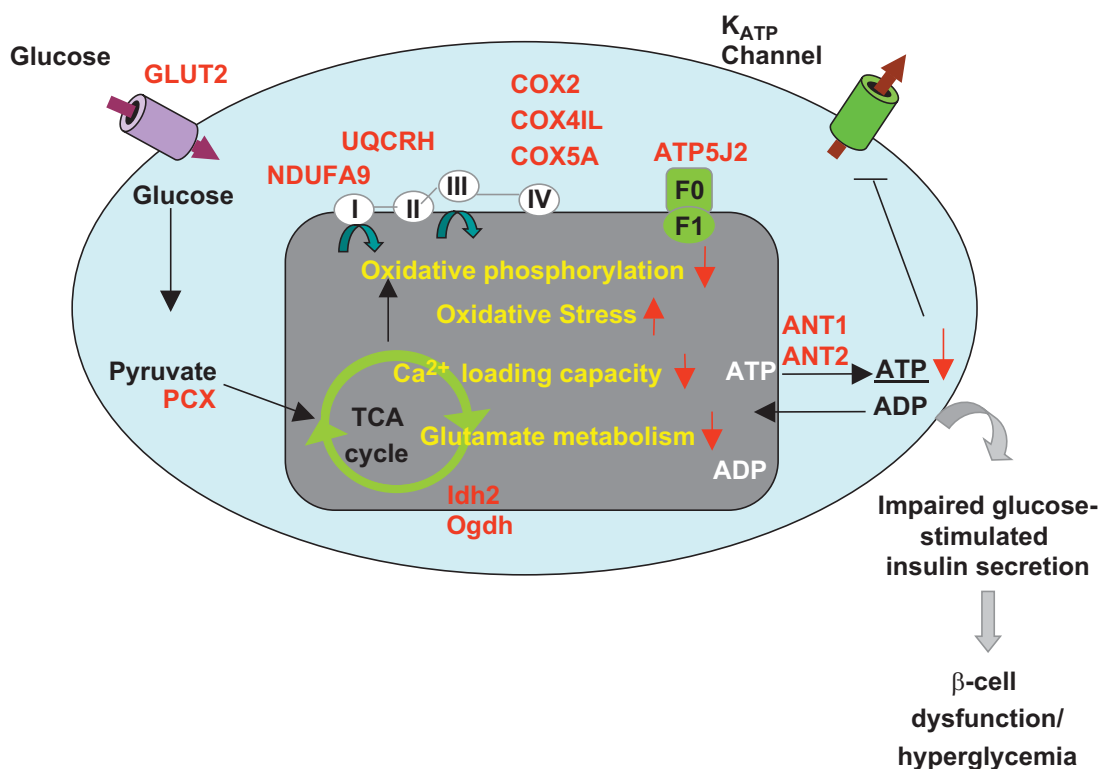 Glucose
GLUT2
K_ATP
Channel
COX2
COX4IL
COX5A
UQCRH
NDUFA9
ATP5J2
Glucose
I
II
III
IV
F0
F1
Oxidative phosphorylation
Oxidative Stress
Ca²⁺ loading capacity
Glutamate metabolism
Pyruvate
PCX
TCA
cycle
Idh2
Ogdh
ATP
ADP
ANT1
ANT2
ATP
ADP
Impaired glucose-
stimulated
insulin secretion
β-cell
dysfunction/
hyperglycemia